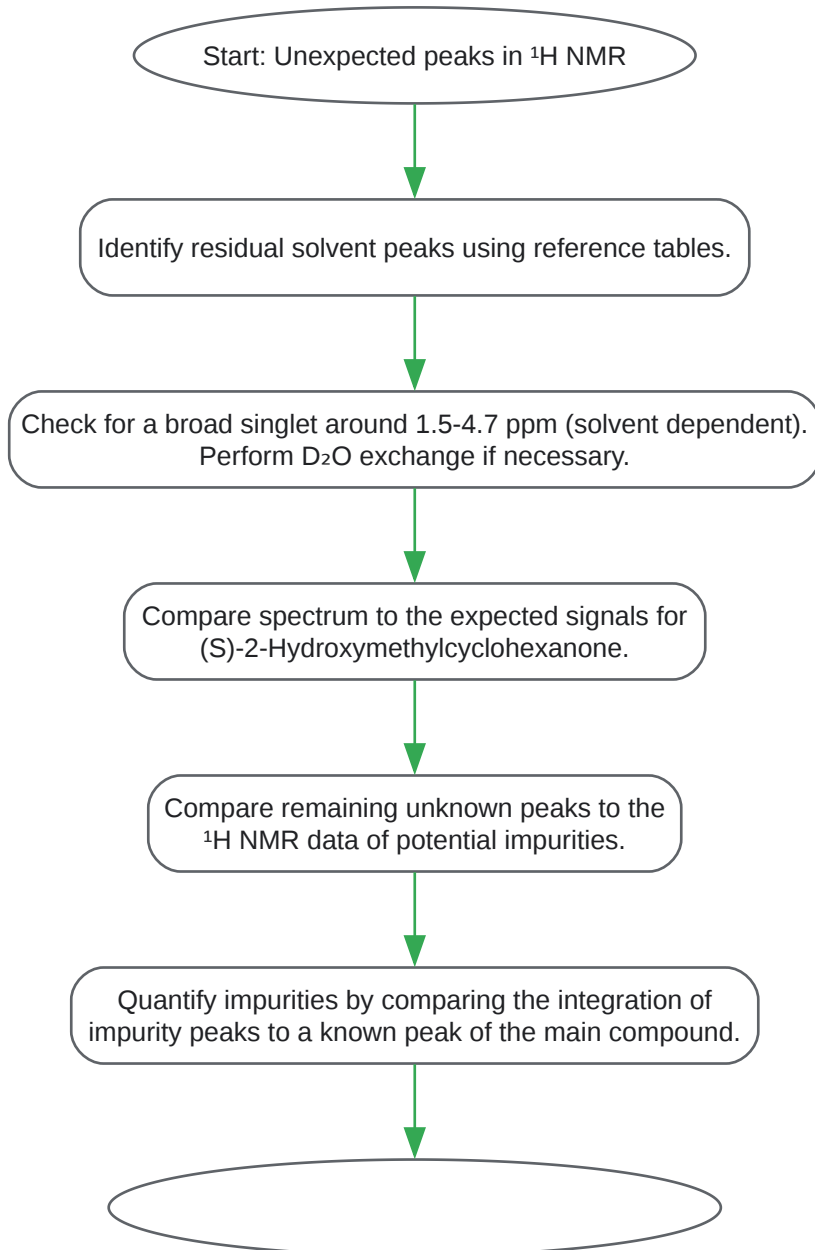 Start: Unexpected peaks in ¹H NMR
Identify residual solvent peaks using reference tables.
Check for a broad singlet around 1.5-4.7 ppm (solvent dependent).
Perform D₂O exchange if necessary.
Compare spectrum to the expected signals for
(S)-2-Hydroxymethylcyclohexanone.
Compare remaining unknown peaks to the
¹H NMR data of potential impurities.
Quantify impurities by comparing the integration of
impurity peaks to a known peak of the main compound.